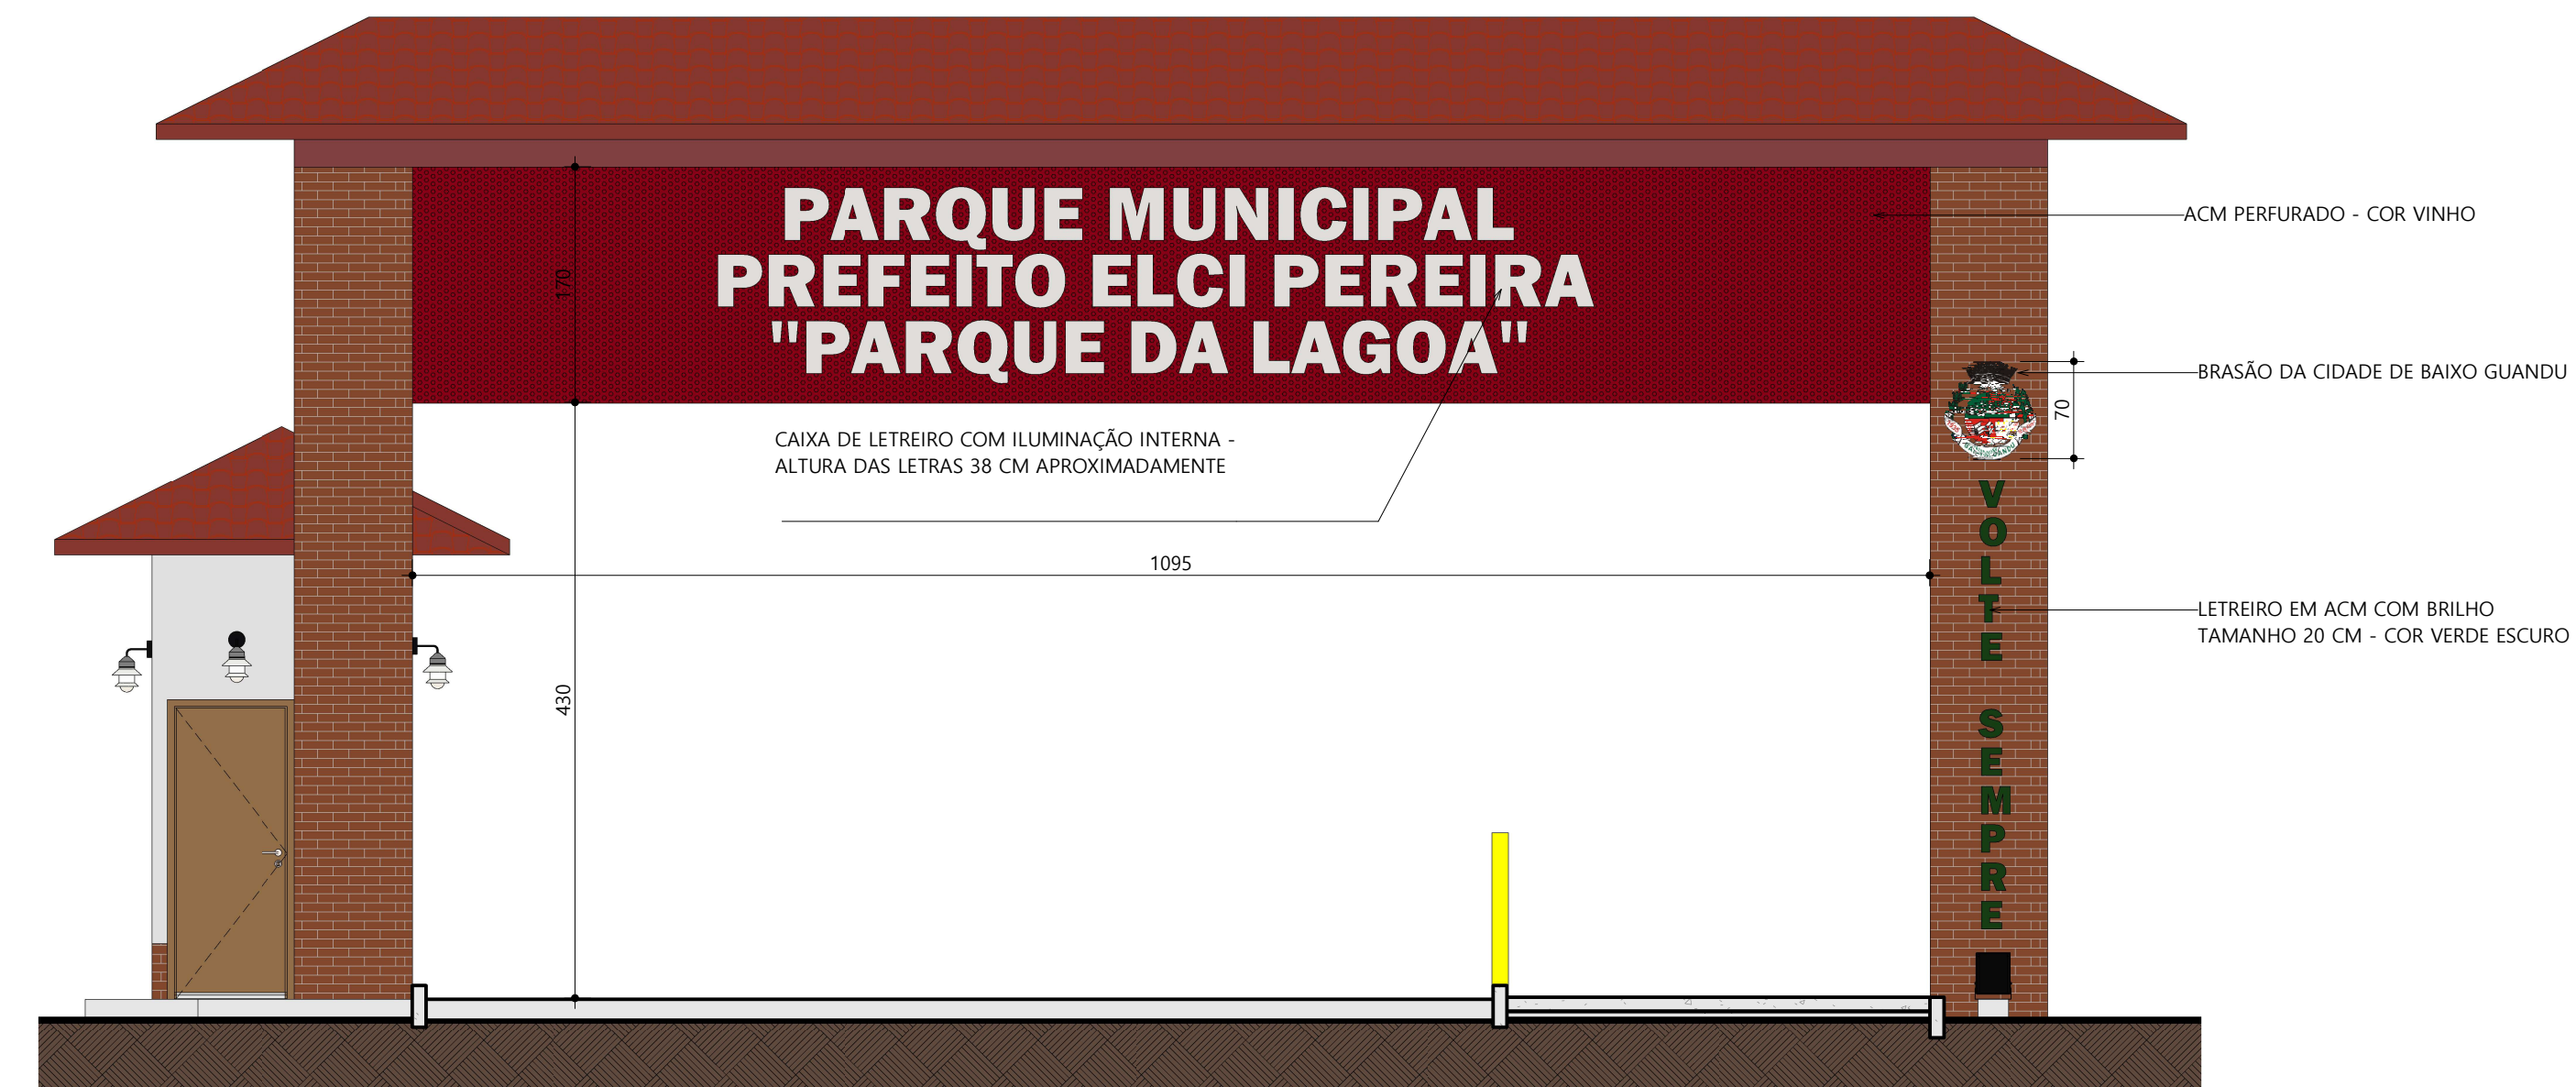 PARQUE MUNICIPAL
PREFEITO ELCI PEREIRA
"PARQUE DA LAGOA"
170
ACM PERFURADO - COR VINHO
BRASÃO DA CIDADE DE BAIXO GUANDU
70
CAIXA DE LETREIRO COM ILUMINAÇÃO INTERNA -
ALTURA DAS LETRAS 38 CM APROXIMADAMENTE
1095
430
VOLTE SEMPRE
LETREIRO EM ACM COM BRILHO
TAMANHO 20 CM - COR VERDE ESCURO